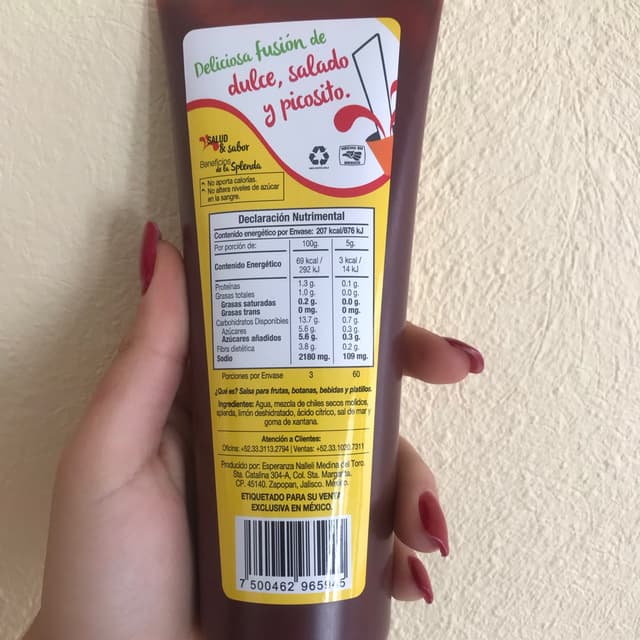 Deliciosa fusión de
dulce, salado
y picosito.
SALUD
& sabor
HECHO EN
MÉXICO
Beneficios
de la Splenda
No aporta calorías.
No altera niveles de azúcar
en la sangre.
Declaración Nutrimental
Contenido energético por Envase: 207 kcal/876 kJ
Por porción de: 100g. 5g.
Contenido Energético 69 kcal / 292 kJ 3 kcal / 14 kJ
Proteínas 1.3 g. 0.1 g.
Grasas totales 1.0 g. 0.0 g.
Grasas saturadas 0.2 g. 0.0 g.
Grasas trans 0 mg. 0 mg.
Carbohidratos Disponibles 13.7 g. 0.7 g.
Azúcares 5.6 g. 0.3 g.
Azúcares añadidos 5.6 g. 0.3 g.
Fibra dietética 3.8 g. 0.2 g.
Sodio 2180 mg. 109 mg.
Porciones por Envase 3 60
¿Qué es? Salsa para frutas, botanas, bebidas y platillos.
Ingredientes: Agua, mezcla de chiles secos molidos,
splenda, limón deshidratado, ácido cítrico, sal de mar y
goma de xantana.
Atención a Clientes:
Oficina: +52.33.3113.2794 | Ventas: +52.33.1020.7311
Producido por: Esperanza Nalleli Medina del Toro.
Sta. Catalina 304-A, Col. Sta. Margarita.
CP. 45140. Zapopan, Jalisco. México.
ETIQUETADO PARA SU VENTA
EXCLUSIVA EN MÉXICO.
7 500462 965945